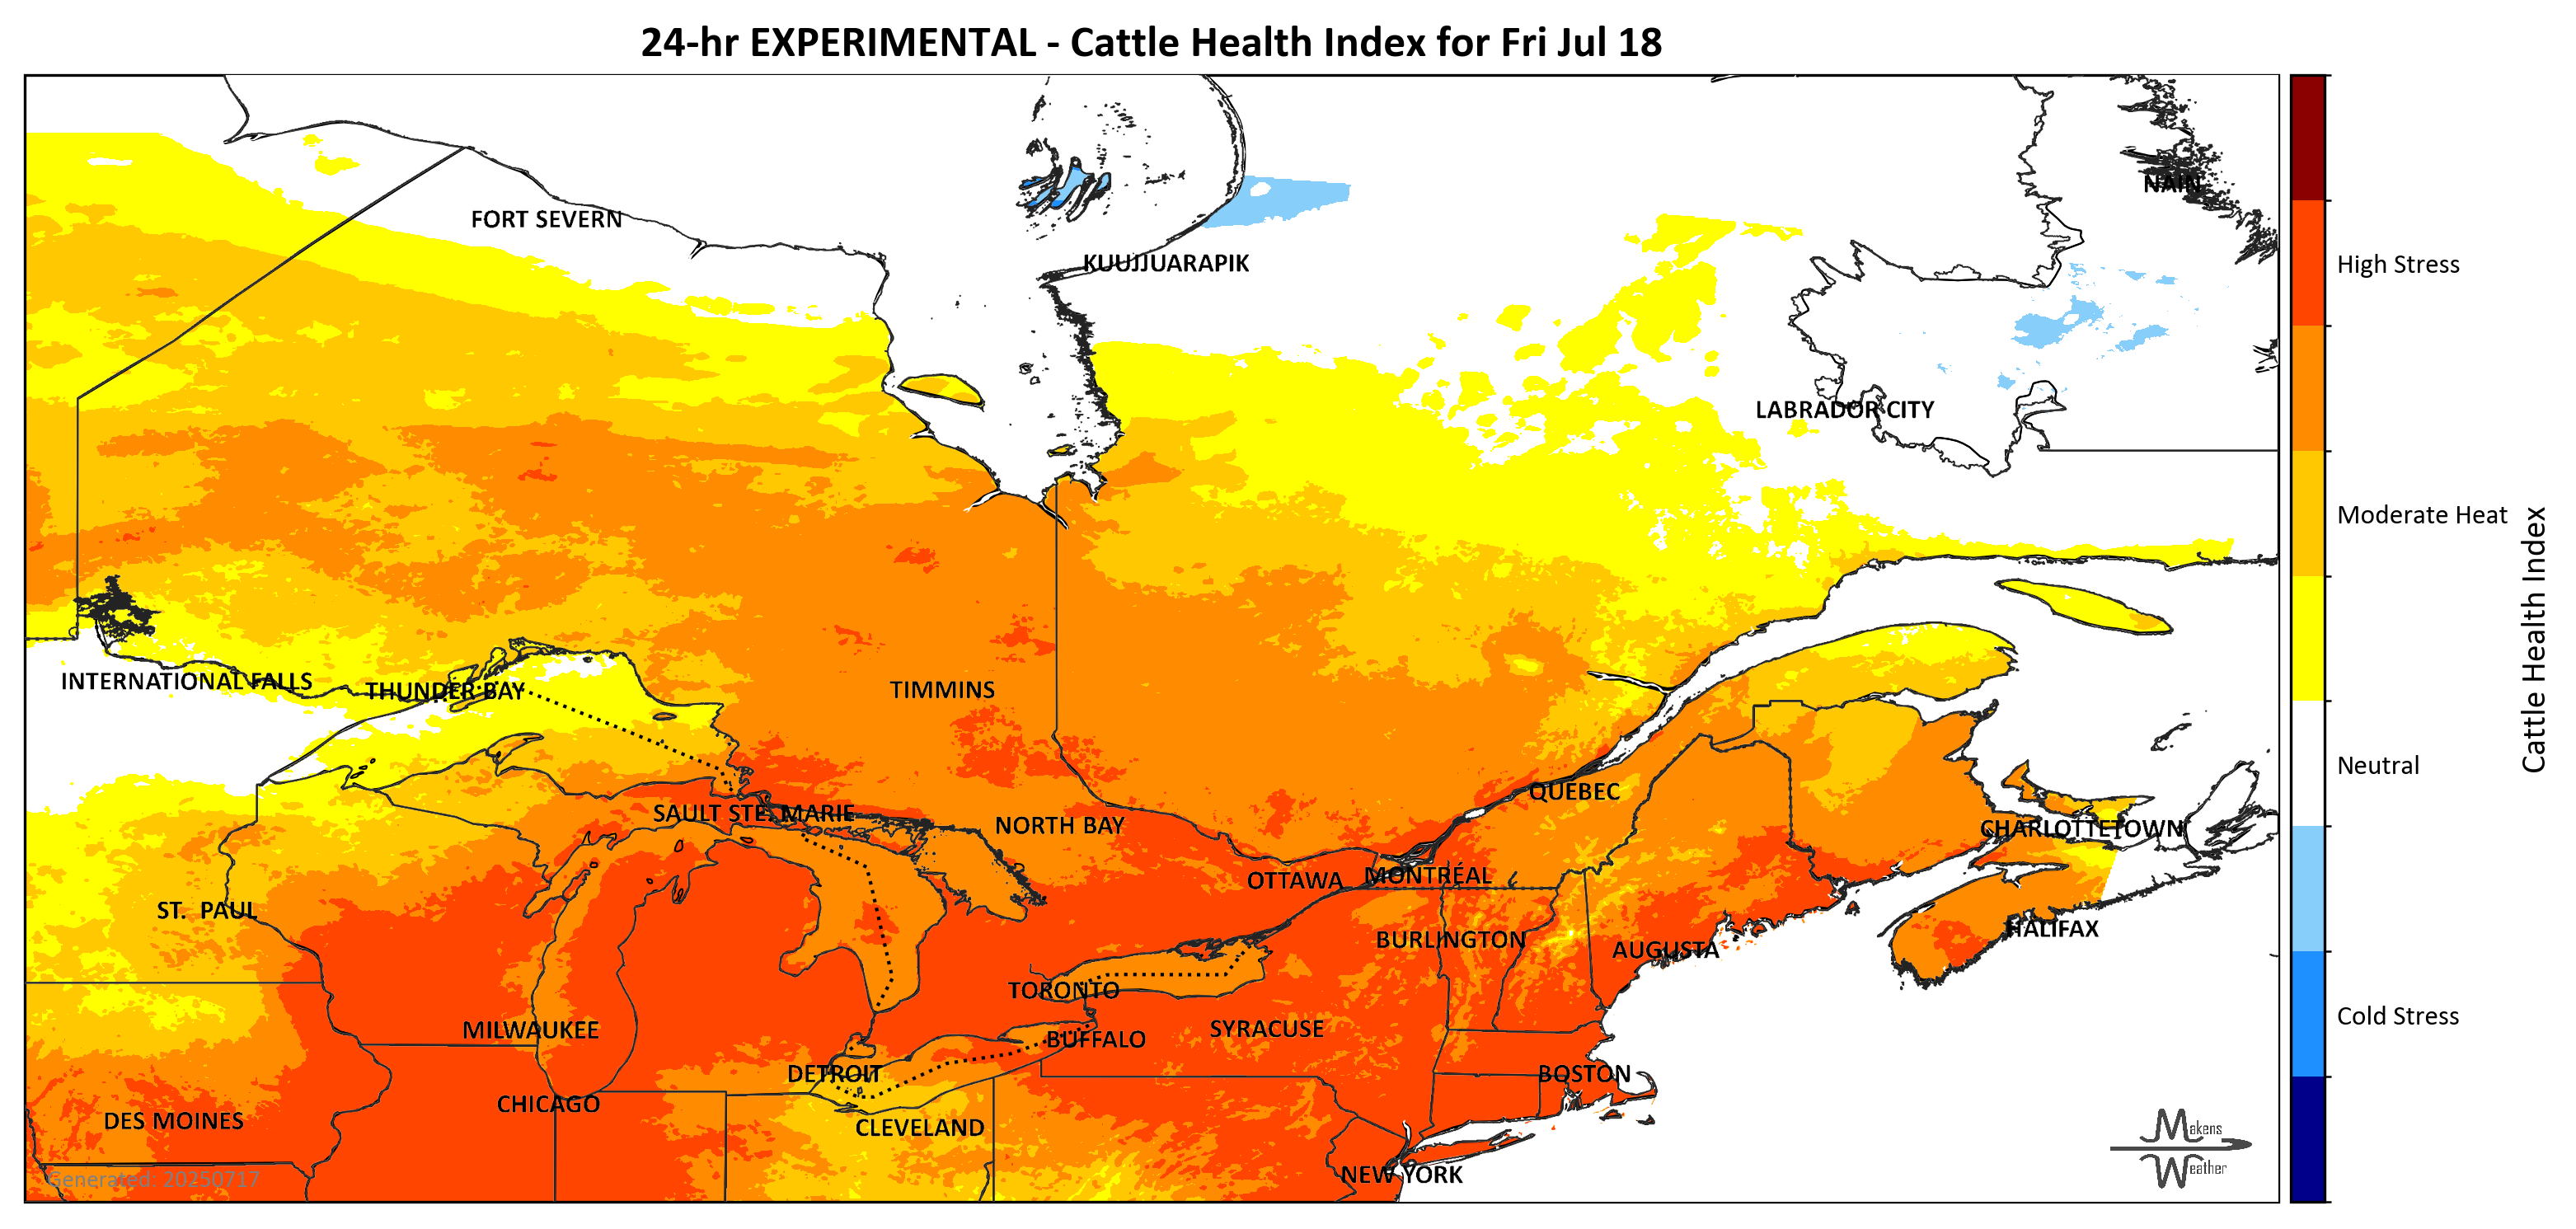 24-hr EXPERIMENTAL - Cattle Health Index for Fri Jul 18
NAIN
FORT SEVERN
KUUJJUARAPIK
High Stress
LABRADOR CITY
Moderate Heat
INTERNATIONAL FALLS
THUNDER BAY
TIMMINS
Cattle Health Index
Neutral
QUEBEC
SAULT STE. MARIE
NORTH BAY
CHARLOTTETOWN
OTTAWA
MONTRÉAL
ST. PAUL
BURLINGTON
HALIFAX
AUGUSTA
TORONTO
Cold Stress
MILWAUKEE
SYRACUSE
BUFFALO
DETROIT
BOSTON
CHICAGO
DES MOINES
CLEVELAND
Makens
Weather
NEW YORK
Generated: 20250717